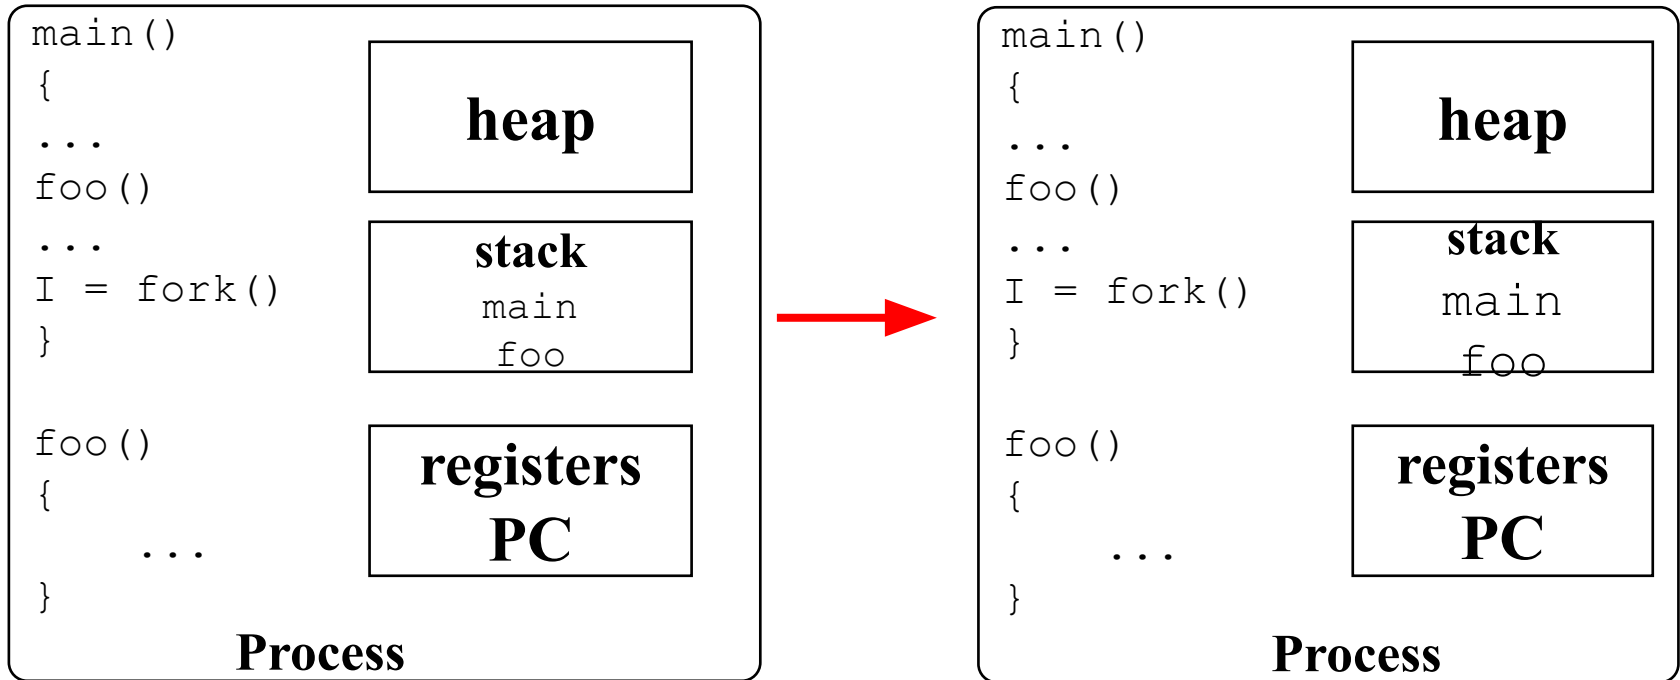 main()
{
...
foo()
...
I = fork()
}
foo()
{
...
}
heap
stack
main
foo
registers
PC
Process
main()
{
...
foo()
...
I = fork()
}
foo()
{
...
}
heap
stack
main
foo
registers
PC
Process